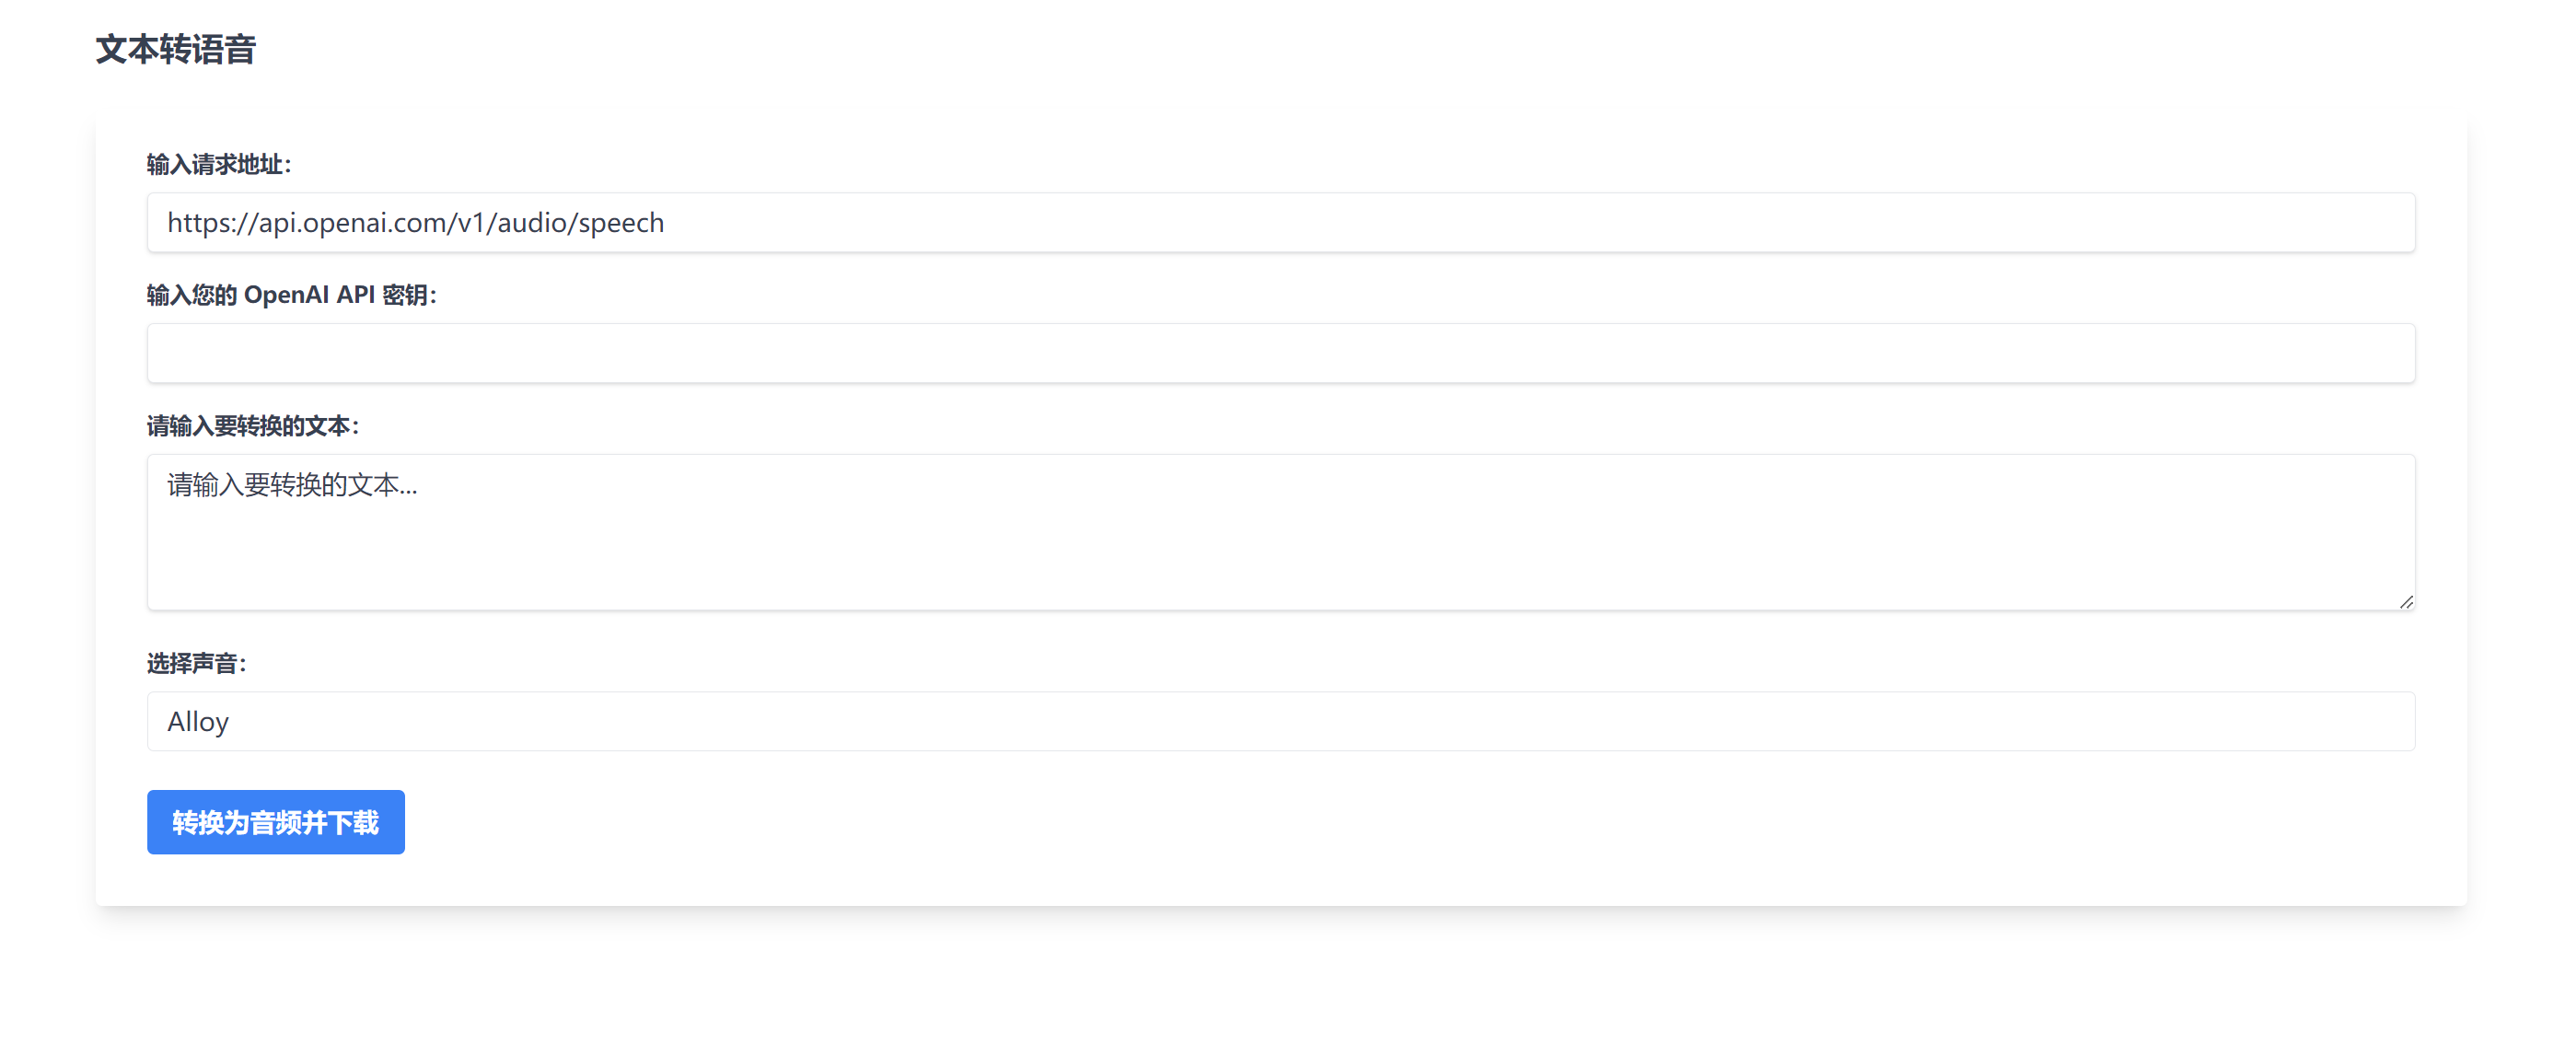 文本转语音
输入请求地址：
https://api.openai.com/v1/audio/speech
输入您的 OpenAI API 密钥：
请输入要转换的文本：
请输入要转换的文本...
选择声音：
Alloy
转换为音频并下载